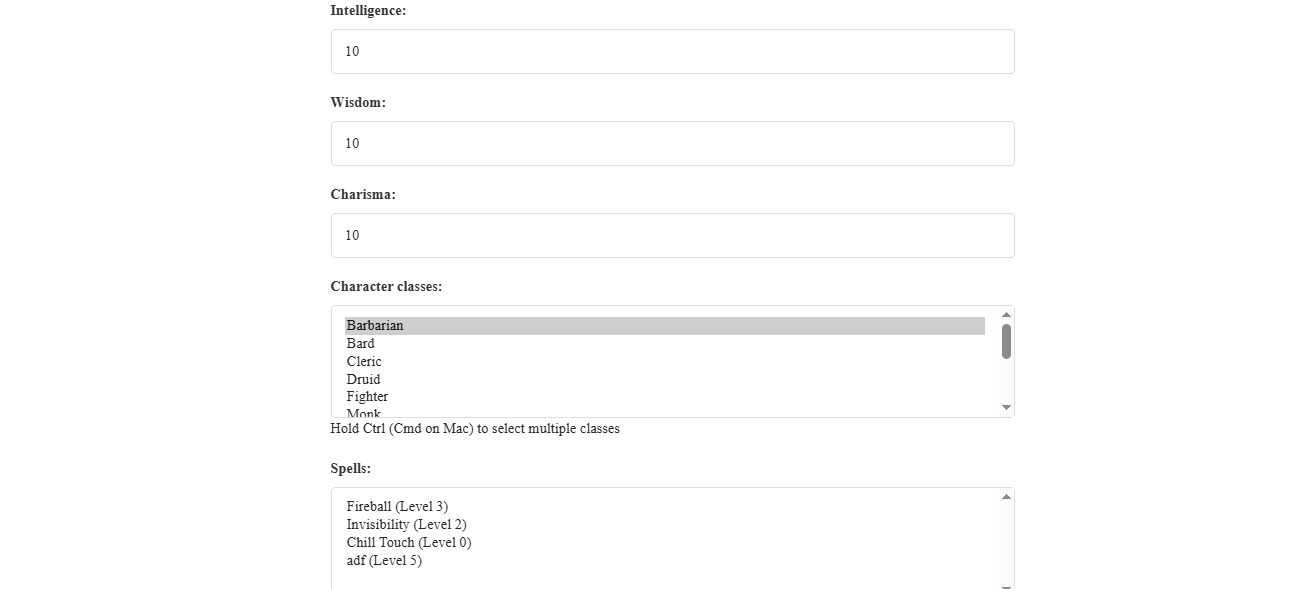 Intelligence:
10
Wisdom:
10
Charisma:
10
Character classes:
Barbarian
Bard
Cleric
Druid
Fighter
Monk
Hold Ctrl (Cmd on Mac) to select multiple classes
Spells:
Fireball (Level 3)
Invisibility (Level 2)
Chill Touch (Level 0)
adf (Level 5)